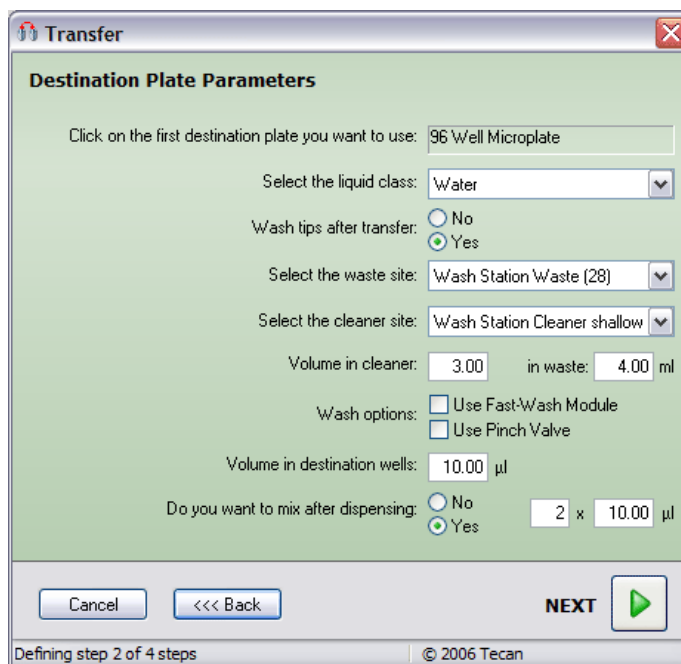 Transfer
Destination Plate Parameters
Click on the first destination plate you want to use: 96 Well Microplate
Select the liquid class: Water
Wash tips after transfer: No
Yes
Select the waste site: Wash Station Waste (28)
Select the cleaner site: Wash Station Cleaner shallow
Volume in cleaner: 3.00 in waste: 4.00 ml
Wash options: Use Fast-Wash Module
Use Pinch Valve
Volume in destination wells: 10.00 µl
Do you want to mix after dispensing: No
Yes 2 x 10.00 µl
Cancel <<< Back NEXT
Defining step 2 of 4 steps © 2006 Tecan